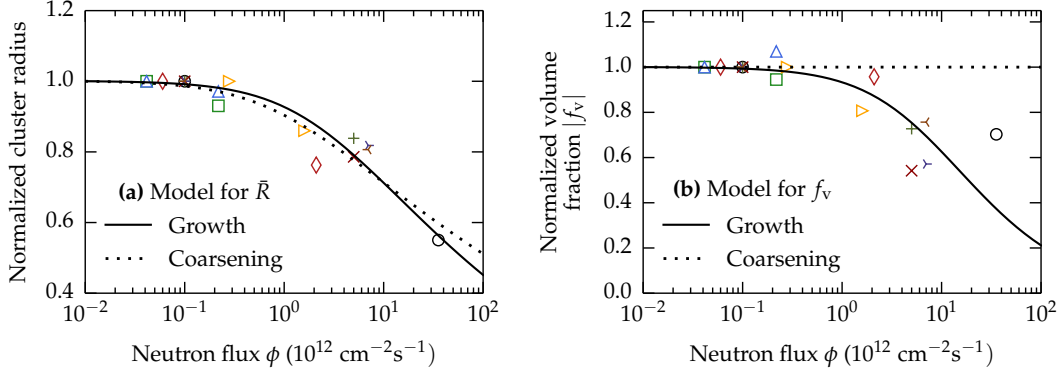 Normalized cluster radius
1.2
1.0
0.8
0.6
0.4
(a) Model for R̄
Growth
Coarsening
10⁻² 10⁻¹ 10⁰ 10¹ 10²
Neutron flux ϕ (10¹² cm⁻²s⁻¹)
Normalized volume
fraction |f_v|
1.2
1.0
0.8
0.6
0.4
0.2
0.0
(b) Model for f_v
Growth
Coarsening
10⁻² 10⁻¹ 10⁰ 10¹ 10²
Neutron flux ϕ (10¹² cm⁻²s⁻¹)